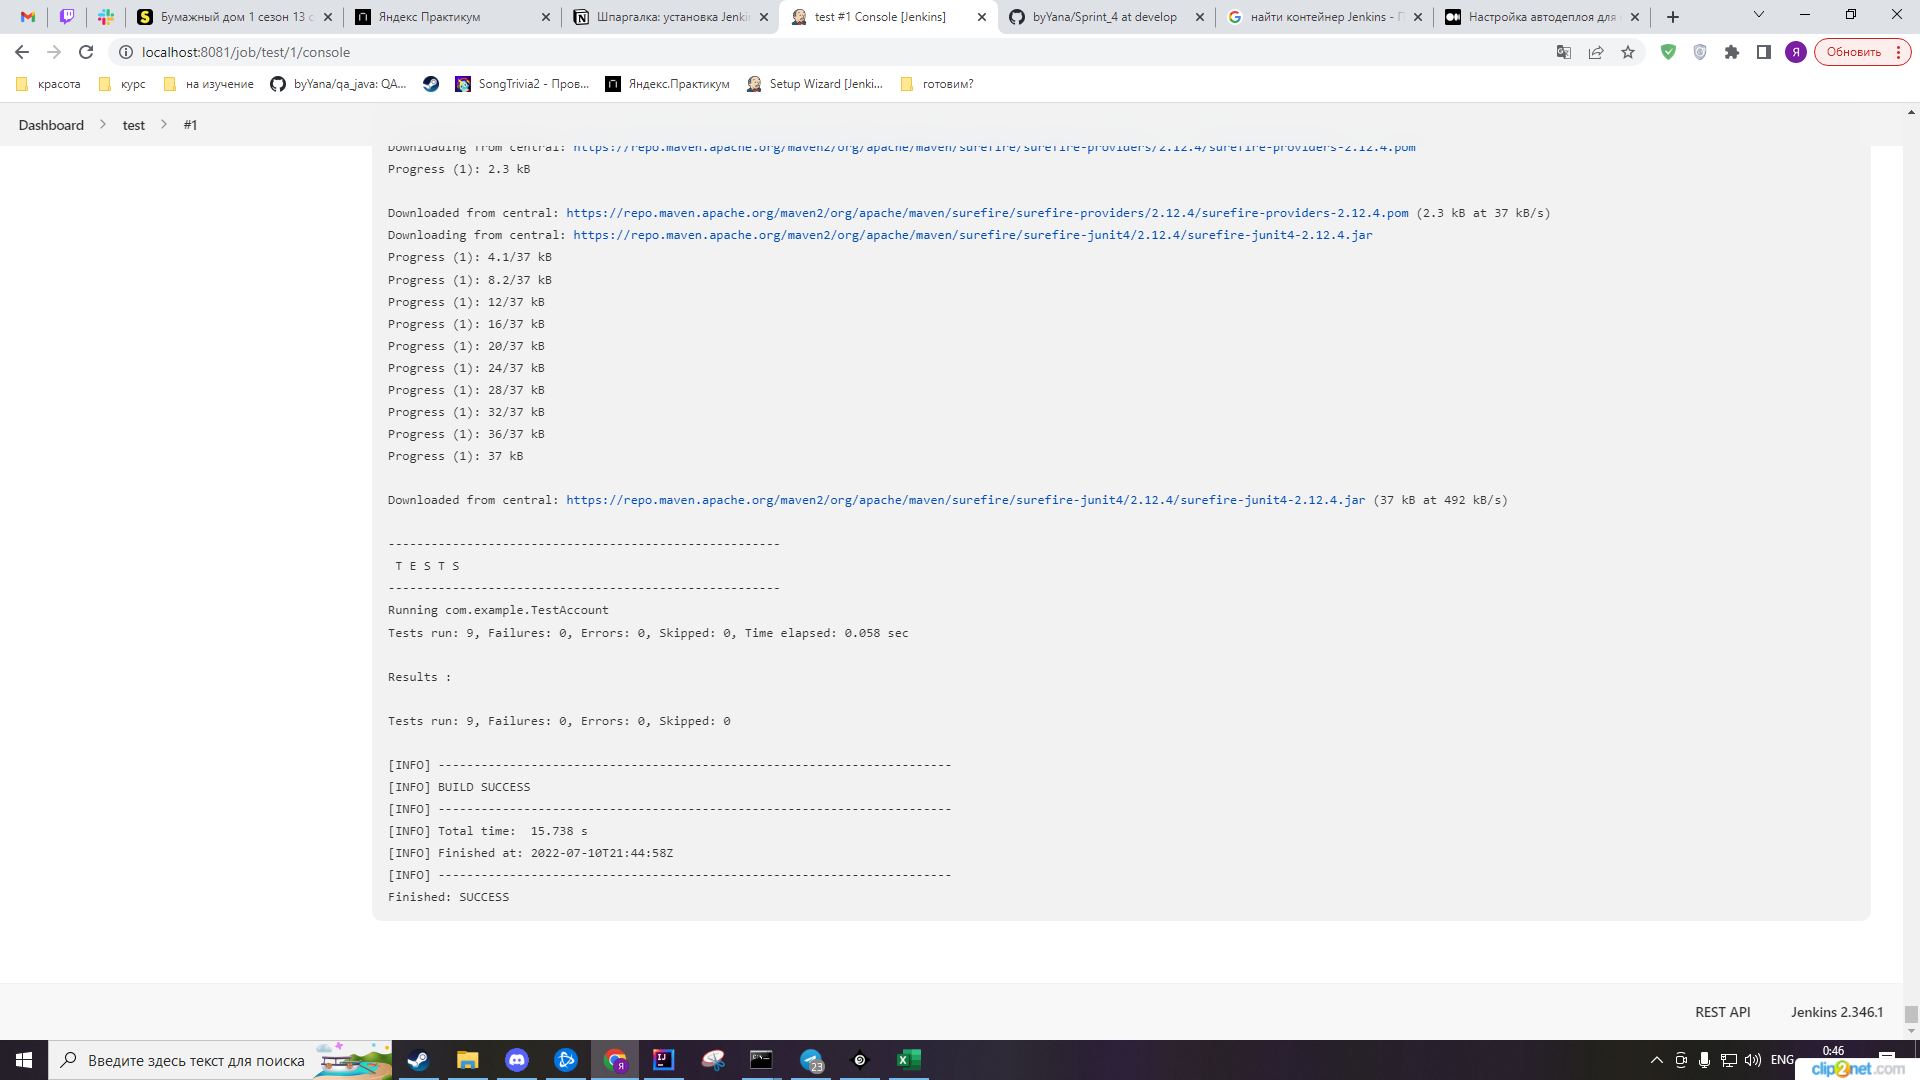 Бумажный дом 1 сезон 13 с
Яндекс Практикум
Шпаргалка: установка Jenki
test #1 Console [Jenkins]
byYana/Sprint_4 at develop
найти контейнер Jenkins - П
Настройка автодеплоя для
localhost:8081/job/test/1/console
Я
Обновить
красота
курс
на изучение
byYana/qa_java: QA...
SongTrivia2 - Пров...
Яндекс.Практикум
Setup Wizard [Jenki...
готовим?
Dashboard
test
#1
Downloading from central: https://repo.maven.apache.org/maven2/org/apache/maven/surefire/surefire-providers/2.12.4/surefire-providers-2.12.4.pom
Progress (1): 2.3 kB
Downloaded from central: https://repo.maven.apache.org/maven2/org/apache/maven/surefire/surefire-providers/2.12.4/surefire-providers-2.12.4.pom (2.3 kB at 37 kB/s)
Downloading from central: https://repo.maven.apache.org/maven2/org/apache/maven/surefire/surefire-junit4/2.12.4/surefire-junit4-2.12.4.jar
Progress (1): 4.1/37 kB
Progress (1): 8.2/37 kB
Progress (1): 12/37 kB
Progress (1): 16/37 kB
Progress (1): 20/37 kB
Progress (1): 24/37 kB
Progress (1): 28/37 kB
Progress (1): 32/37 kB
Progress (1): 36/37 kB
Progress (1): 37 kB
Downloaded from central: https://repo.maven.apache.org/maven2/org/apache/maven/surefire/surefire-junit4/2.12.4/surefire-junit4-2.12.4.jar (37 kB at 492 kB/s)
-------------------------------------------------------
T E S T S
-------------------------------------------------------
Running com.example.TestAccount
Tests run: 9, Failures: 0, Errors: 0, Skipped: 0, Time elapsed: 0.058 sec
Results :
Tests run: 9, Failures: 0, Errors: 0, Skipped: 0
[INFO] ------------------------------------------------------------------------
[INFO] BUILD SUCCESS
[INFO] ------------------------------------------------------------------------
[INFO] Total time:  15.738 s
[INFO] Finished at: 2022-07-10T21:44:58Z
[INFO] ------------------------------------------------------------------------
Finished: SUCCESS
REST API
Jenkins 2.346.1
Введите здесь текст для поиска
23
ENG
0:46
clip2net.com